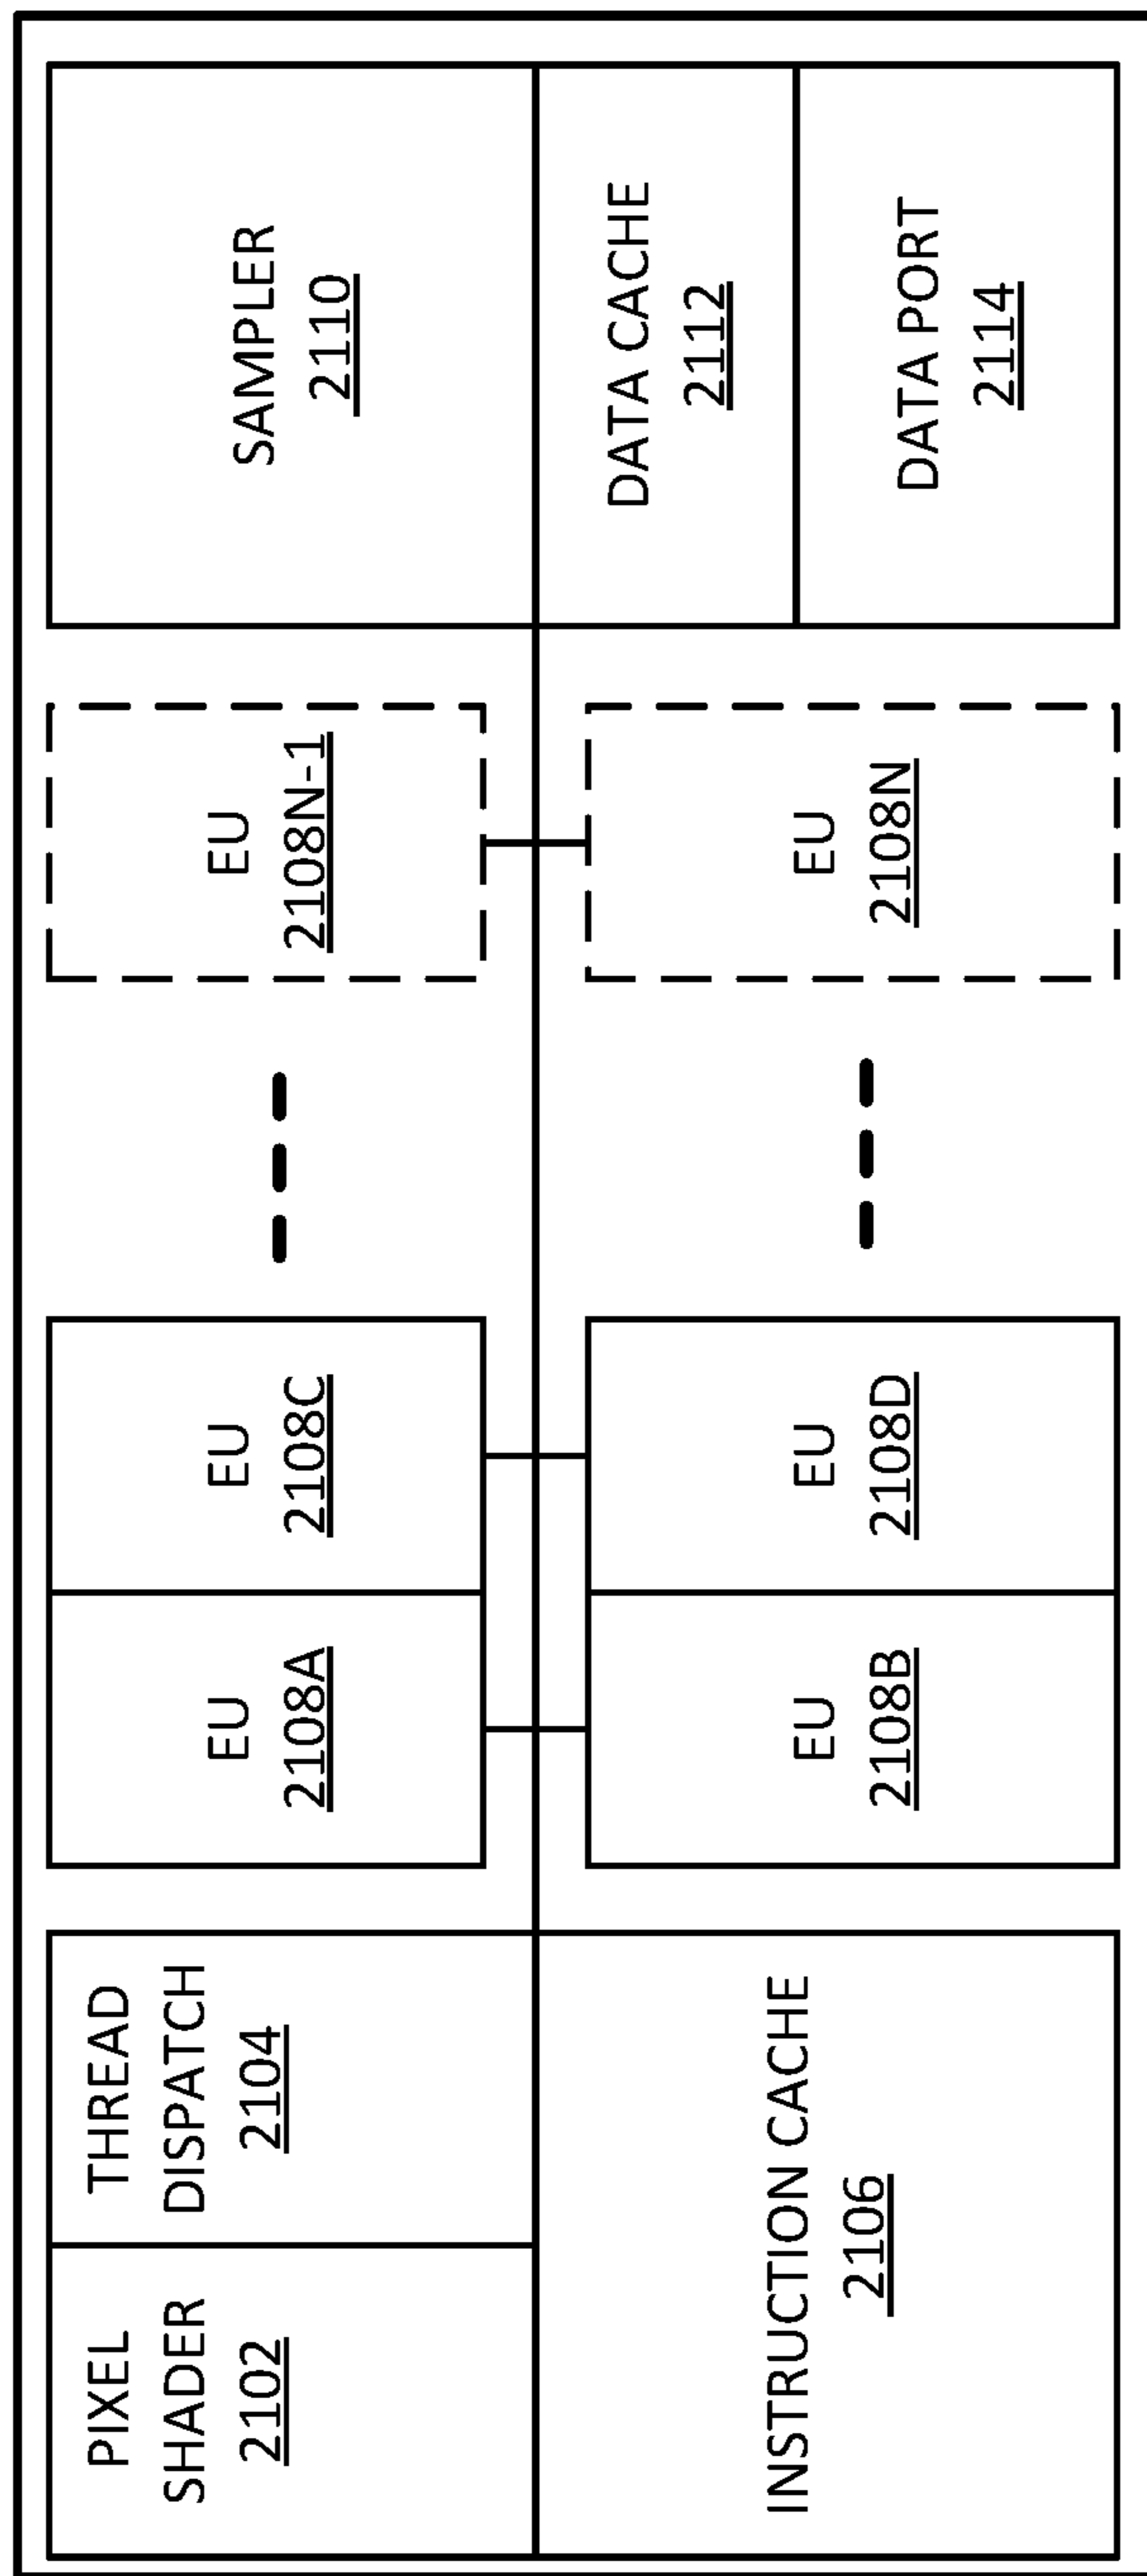 PIXEL
SHADER
2102
THREAD
DISPATCH
2104
INSTRUCTION CACHE
2106
EU
2108A
EU
2108C
EU
2108B
EU
2108D
EU
2108N-1
EU
2108N
SAMPLER
2110
DATA CACHE
2112
DATA PORT
2114